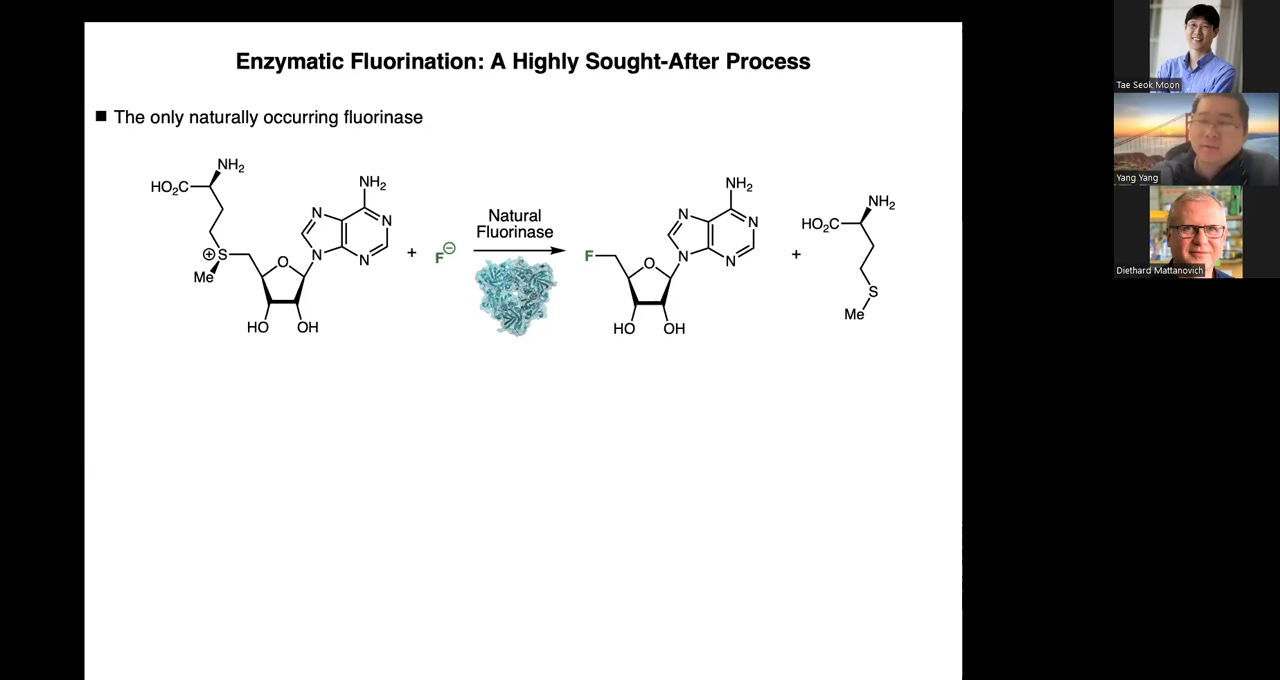 Enzymatic Fluorination: A Highly Sought-After Process
■ The only naturally occurring fluorinase
HO₂C NH₂
S⊕
Me
O
HO OH
NH₂
N N
N N
+ F⊖
Natural
Fluorinase
F
O
HO OH
NH₂
N N
N N
+
HO₂C NH₂
S
Me
Tae Seok Moon
Yang Yang
Diethard Mattanovich